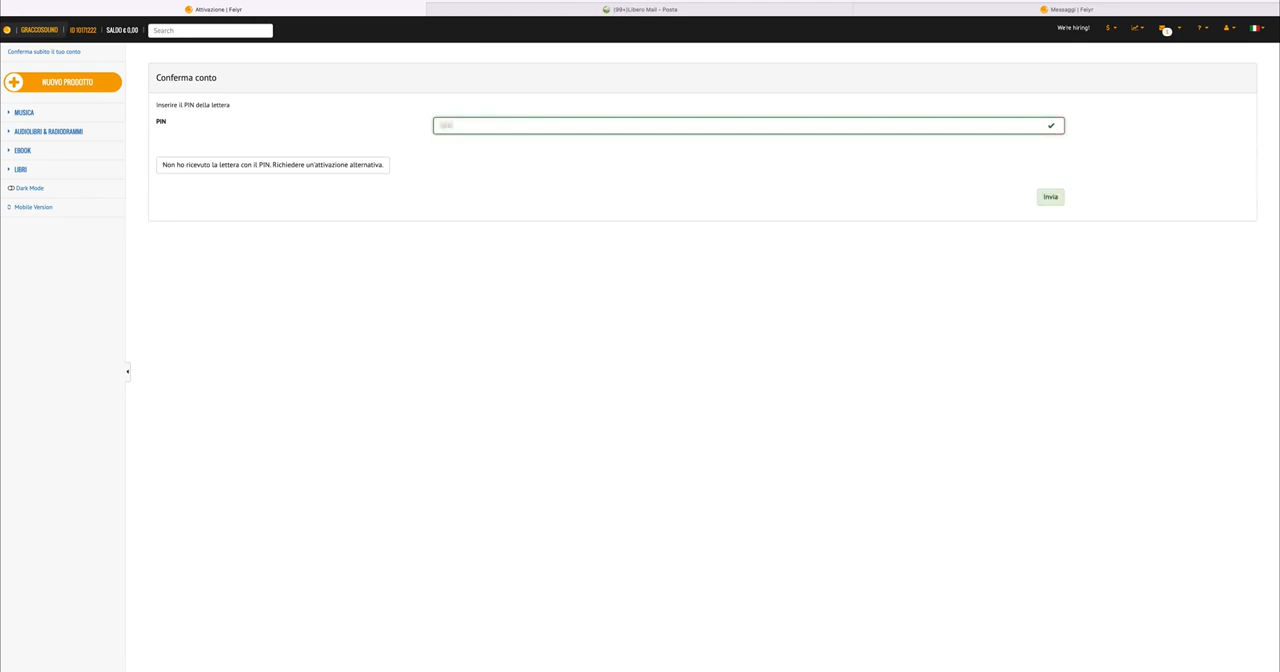 Attivazione | Feiyr
(99+)Libero Mail - Posta
Messaggi | Feiyr
| GRACCOSOUND | ID 10171222 | SALDO € 0,00 |
Search
We're hiring!
$
1
?
Conferma subito il tuo conto
NUOVO PRODOTTO
MUSICA
AUDIOLIBRI & RADIODRAMMI
EBOOK
LIBRI
Dark Mode
Mobile Version
Conferma conto
Inserire il PIN della lettera
PIN
Non ho ricevuto la lettera con il PIN. Richiedere un'attivazione alternativa.
Invia